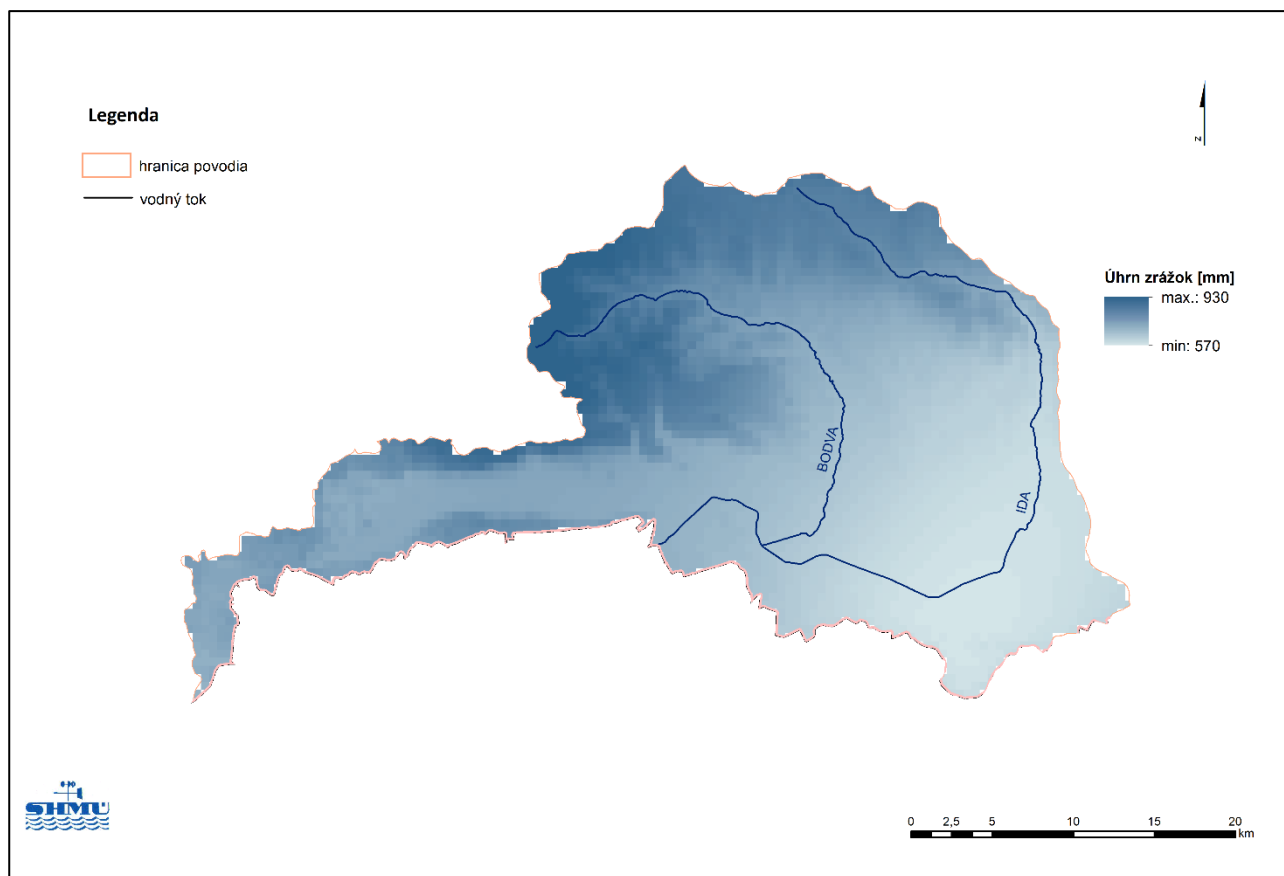 Legenda
hranica povodia
vodný tok
z
Úhrn zrážok [mm]
max.: 930
min: 570
BODVA
IDA
SHMÚ
0 2,5 5 10 15 20
km